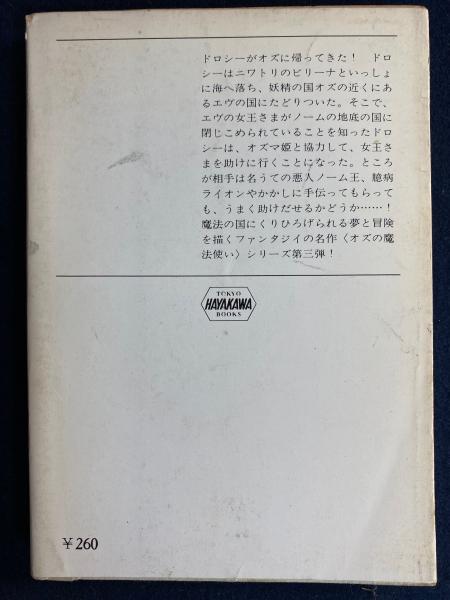 ドロシーがオズに帰ってきた！　ドロ
シーはニワトリのビリーナといっしょ
に海へ落ち、妖精の国オズの近くにあ
るエヴの国にたどりついた。そこで、
エヴの女王さまがノームの地底の国に
閉じこめられていることを知ったドロ
シーは、オズマ姫と協力して、女王さ
まを助けに行くことになった。ところ
が相手は名うての悪人ノーム王、臆病
ライオンやかかしに手伝ってもらって
も、うまく助けだせるかどうか……！
魔法の国にくりひろげられる夢と冒険
を描くファンタジイの名作〈オズの魔
法使い〉シリーズ第三弾！
TOKYO
HAYAKAWA
BOOKS
￥260